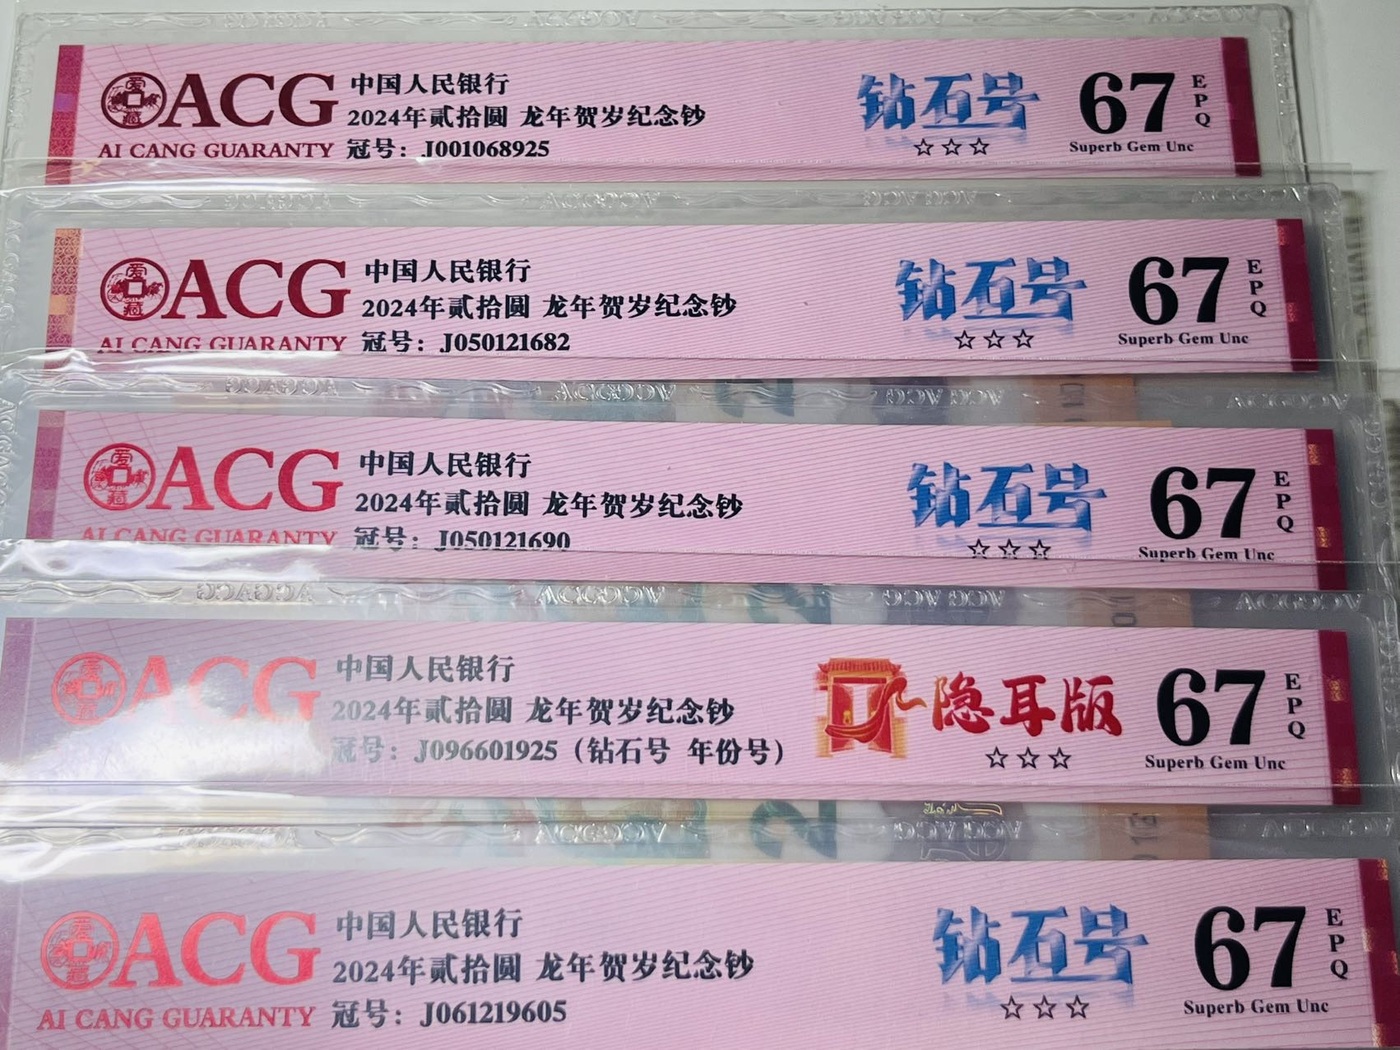 ACG
AI CANG GUARANTY
中国人民银行
2024年贰拾圆 龙年贺岁纪念钞
冠号：J001068925
钻石号
☆☆☆
67
EPQ
Superb Gem Unc
ACG
AI CANG GUARANTY
中国人民银行
2024年贰拾圆 龙年贺岁纪念钞
冠号：J050121682
钻石号
☆☆☆
67
EPQ
Superb Gem Unc
ACG
AI CANG GUARANTY
中国人民银行
2024年贰拾圆 龙年贺岁纪念钞
冠号：J050121690
钻石号
☆☆☆
67
EPQ
Superb Gem Unc
ACG
中国人民银行
2024年贰拾圆 龙年贺岁纪念钞
冠号：J096601925（钻石号 年份号）
隐耳版
☆☆☆
67
EPQ
Superb Gem Unc
ACG
AI CANG GUARANTY
中国人民银行
2024年贰拾圆 龙年贺岁纪念钞
冠号：J061219605
钻石号
☆☆☆
67
EPQ
Superb Gem Unc